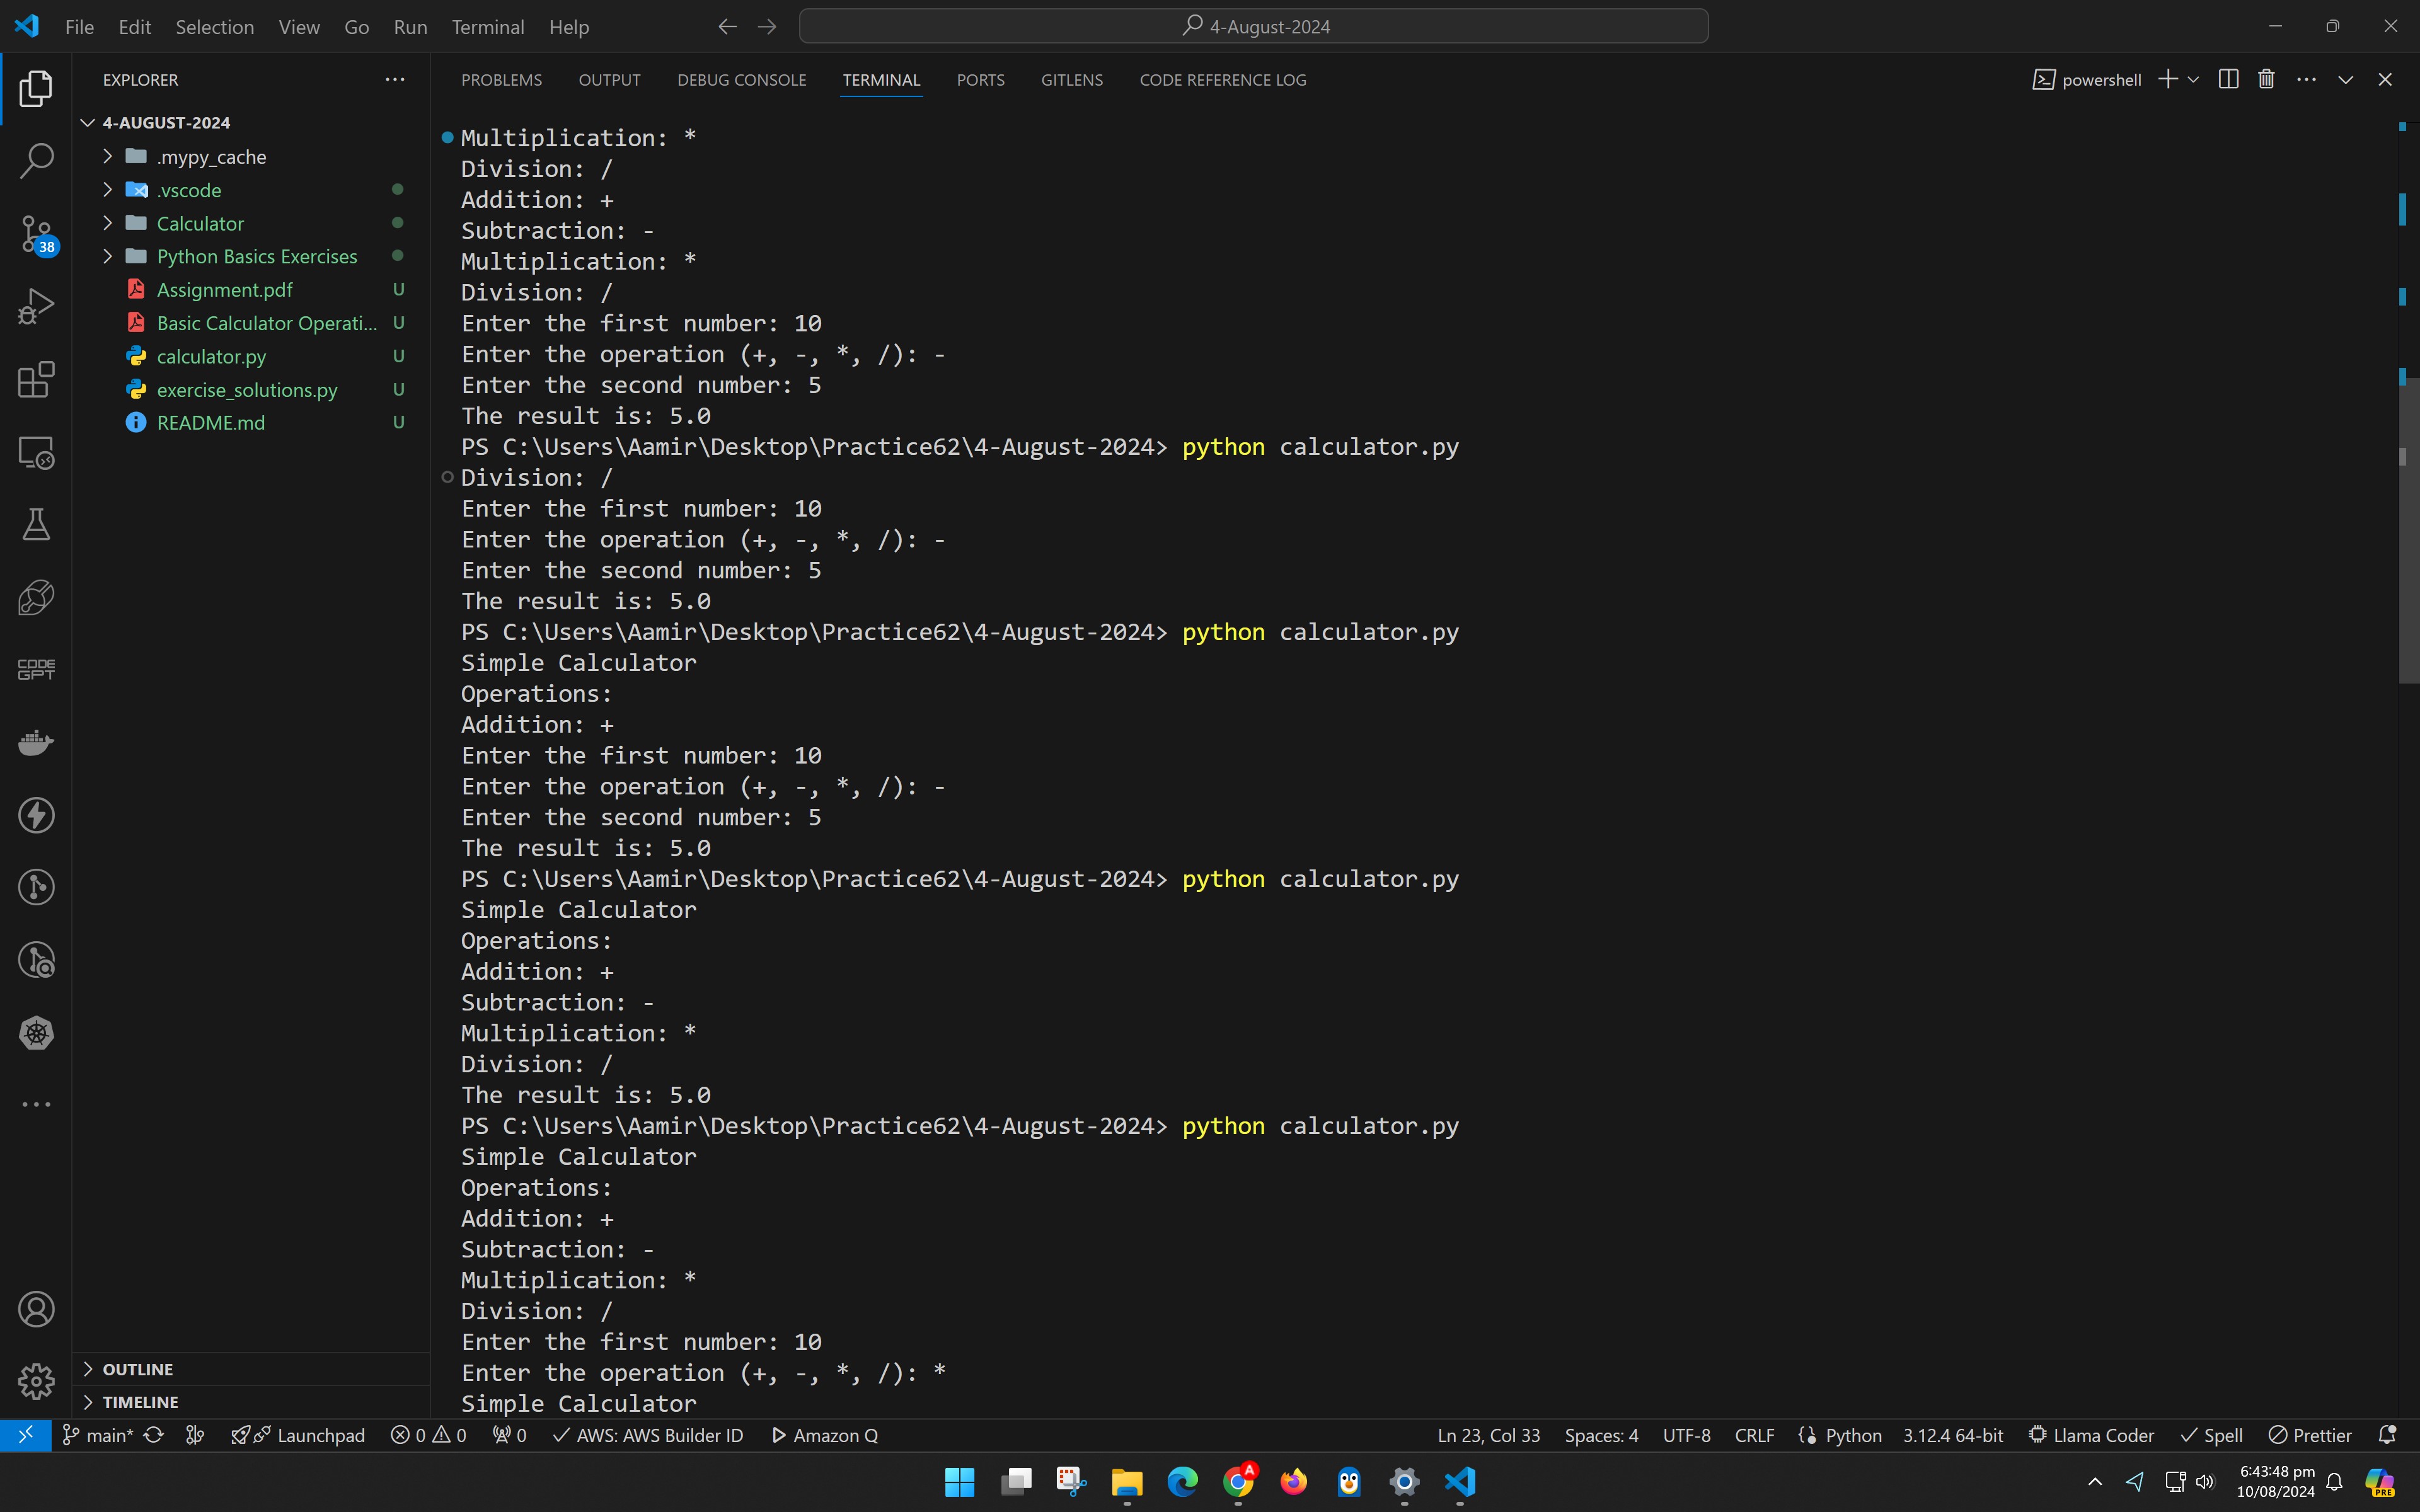 File Edit Selection View Go Run Terminal Help
4-August-2024
EXPLORER
4-AUGUST-2024
.mypy_cache
.vscode
Calculator
Python Basics Exercises
Assignment.pdf U
Basic Calculator Operati... U
calculator.py U
exercise_solutions.py U
README.md U
38
CODE
GPT
OUTLINE
TIMELINE
PROBLEMS OUTPUT DEBUG CONSOLE TERMINAL PORTS GITLENS CODE REFERENCE LOG
powershell
Multiplication: *
Division: /
Addition: +
Subtraction: -
Multiplication: *
Division: /
Enter the first number: 10
Enter the operation (+, -, *, /): -
Enter the second number: 5
The result is: 5.0
PS C:\Users\Aamir\Desktop\Practice62\4-August-2024> python calculator.py
Division: /
Enter the first number: 10
Enter the operation (+, -, *, /): -
Enter the second number: 5
The result is: 5.0
PS C:\Users\Aamir\Desktop\Practice62\4-August-2024> python calculator.py
Simple Calculator
Operations:
Addition: +
Enter the first number: 10
Enter the operation (+, -, *, /): -
Enter the second number: 5
The result is: 5.0
PS C:\Users\Aamir\Desktop\Practice62\4-August-2024> python calculator.py
Simple Calculator
Operations:
Addition: +
Subtraction: -
Multiplication: *
Division: /
The result is: 5.0
PS C:\Users\Aamir\Desktop\Practice62\4-August-2024> python calculator.py
Simple Calculator
Operations:
Addition: +
Subtraction: -
Multiplication: *
Division: /
Enter the first number: 10
Enter the operation (+, -, *, /): *
Simple Calculator
main* Launchpad 0 0 0 AWS: AWS Builder ID Amazon Q Ln 23, Col 33 Spaces: 4 UTF-8 CRLF Python 3.12.4 64-bit Llama Coder Spell Prettier
A
6:43:48 pm
10/08/2024
PRE